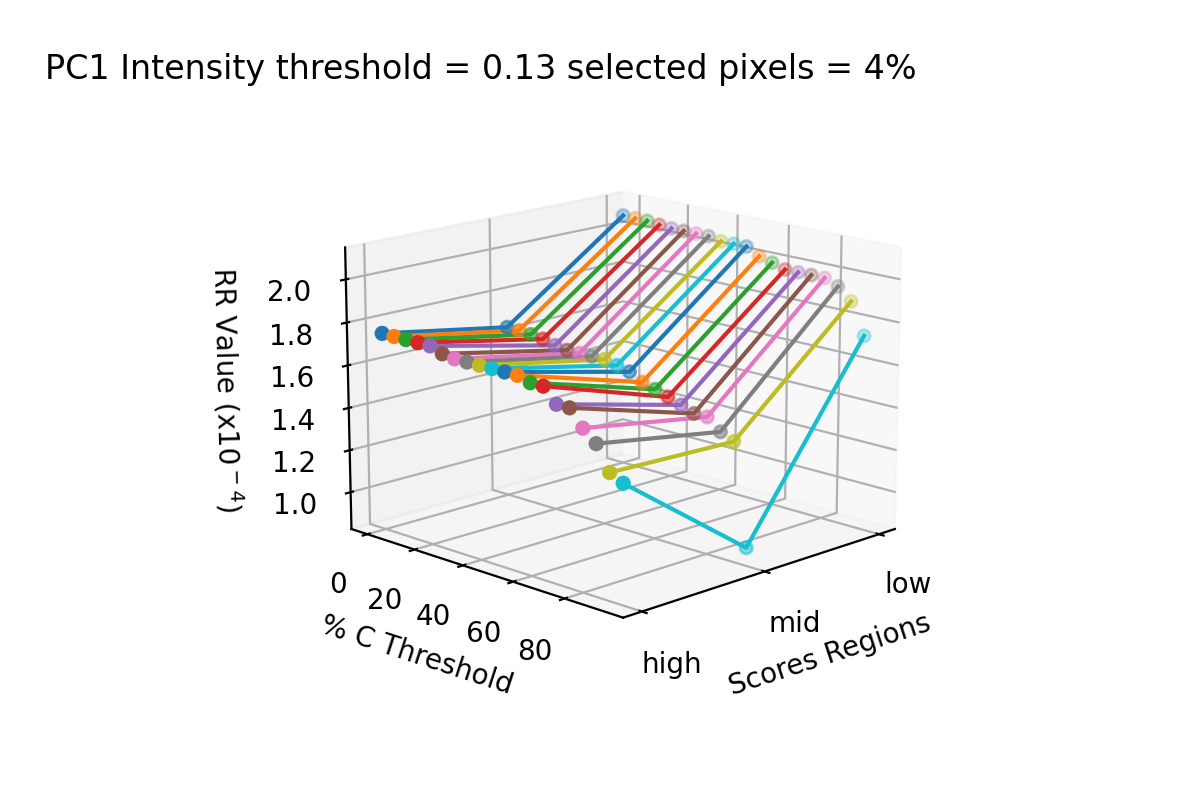 PC1 Intensity threshold = 0.13 selected pixels = 4%
RR Value (x10⁻⁴)
2.0
1.8
1.6
1.4
1.2
1.0
0
20
40
60
80
% C Threshold
high
mid
low
Scores Regions